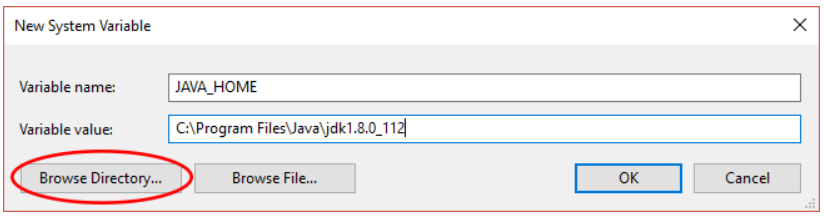 New System Variable
Variable name: JAVA_HOME
Variable value: C:\Program Files\Java\jdk1.8.0_112
Browse Directory... Browse File... OK Cancel